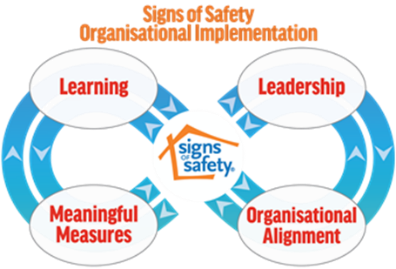 Signs of Safety
Organisational Implementation
Learning
Leadership
signs
of
safety®
Meaningful
Measures
Organisational
Alignment